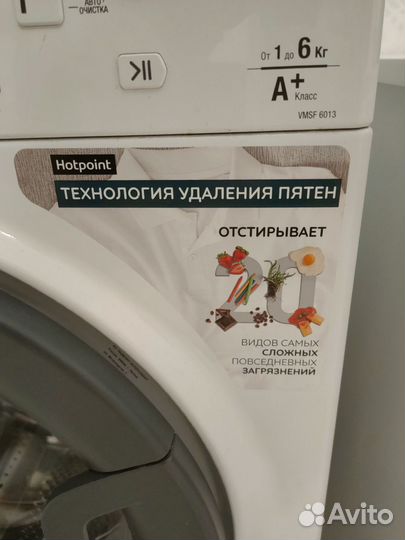 АВТО-
ОЧИСТКА
От 1 до 6 Кг
A+
Класс
VMSF 6013
Hotpoint
ТЕХНОЛОГИЯ УДАЛЕНИЯ ПЯТЕН
ОТСТИРЫВАЕТ
20
ВИДОВ САМЫХ
СЛОЖНЫХ
ПОВСЕДНЕВНЫХ
ЗАГРЯЗНЕНИЙ
Avito